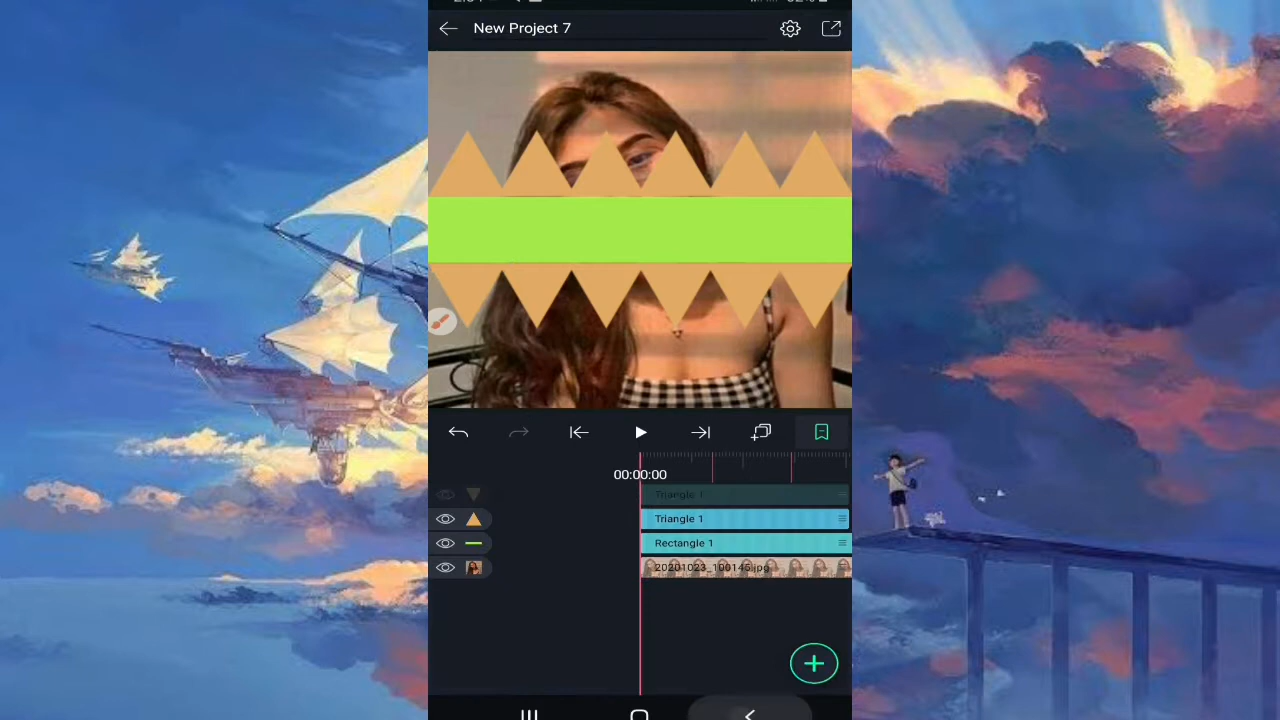 New Project 7
00:00:00
Triangle 1
Triangle 1
Rectangle 1
20201023_100145.jpg